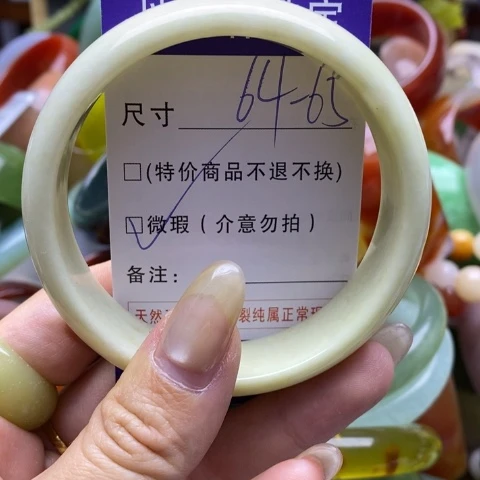 尺寸 64-65
□(特价商品不退不换)
☑微瑕(介意勿拍)
备注:
天然 裂纯属正常现